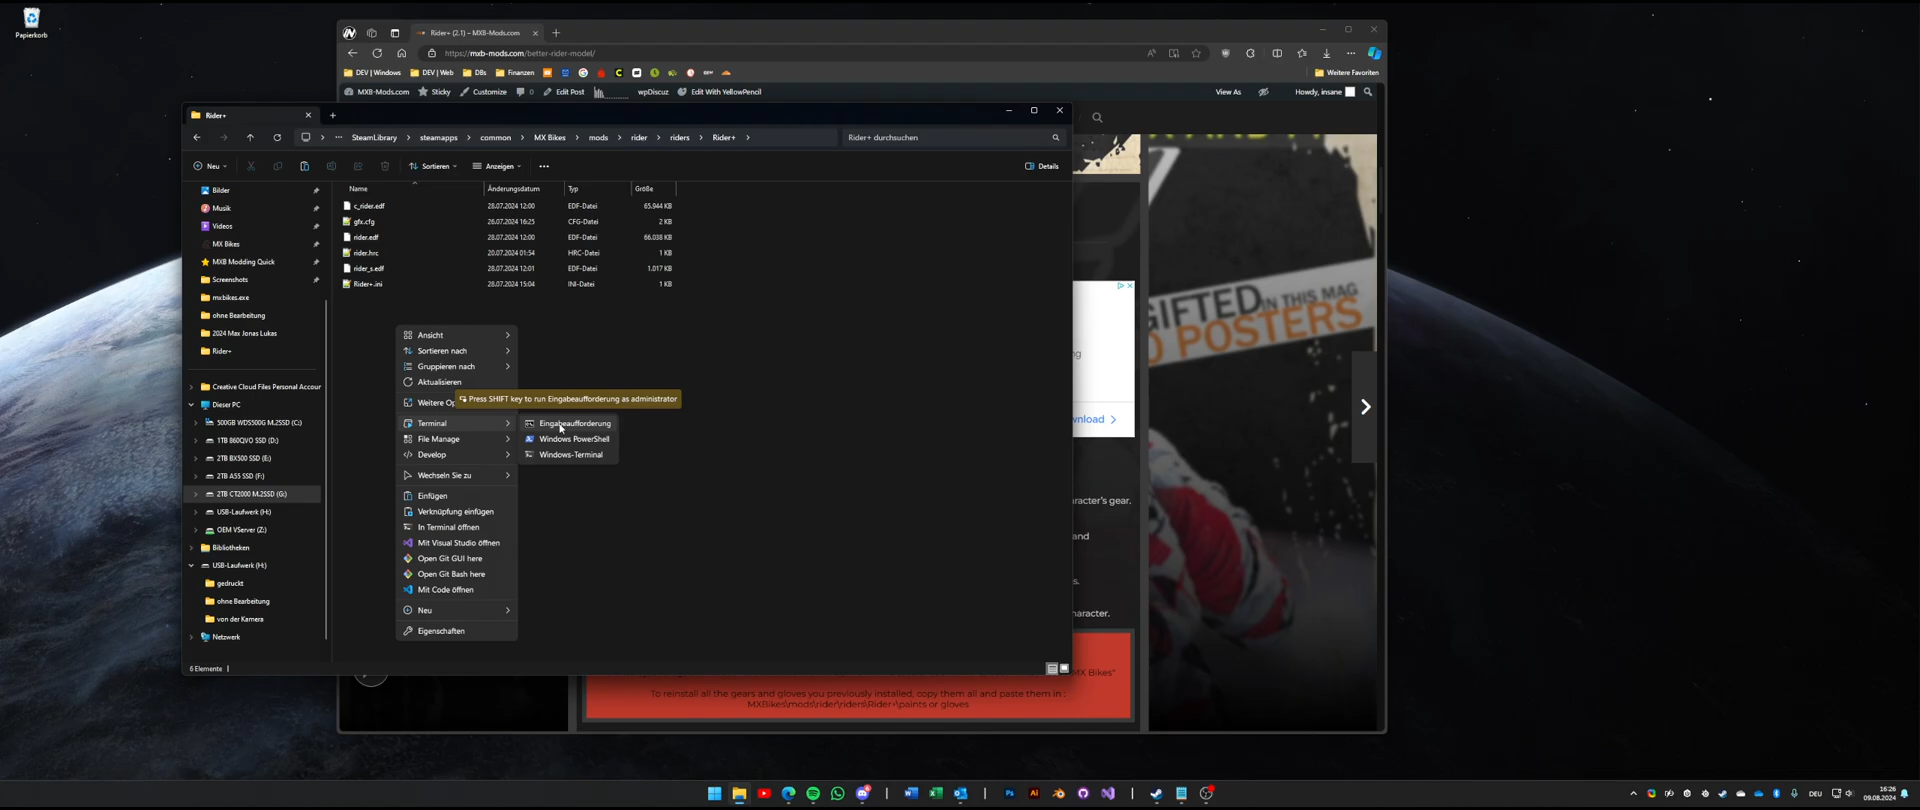 Papierkorb
Rider+ (2.1) – MXB-Mods.com
https://mxb-mods.com/better-rider-model/
DEV | Windows
DEV | Web
DBs
Finanzen
Weitere Favoriten
MXB-Mods.com
Sticky
Customize
0
Edit Post
wpDiscuz
Edit With YellowPencil
View As
Howdy, insane
Rider+
SteamLibrary > steamapps > common > MX Bikes > mods > rider > riders > Rider+ >
Rider+ durchsuchen
Neu
Sortieren
Anzeigen
Details
Name Änderungsdatum Typ Größe
c_rider.edf 28.07.2024 12:00 EDF-Datei 65.944 KB
gfx.cfg 26.07.2024 16:25 CFG-Datei 2 KB
rider.edf 28.07.2024 12:00 EDF-Datei 66.038 KB
rider.hrc 20.07.2024 01:54 HRC-Datei 1 KB
rider_s.edf 28.07.2024 12:01 EDF-Datei 1.017 KB
Rider+.ini 28.07.2024 15:04 INI-Datei 1 KB
Bilder
Musik
Videos
MX Bikes
MXB Modding Quick
Screenshots
mxbikes.exe
ohne Bearbeitung
2024 Max Jonas Lukas
Rider+
Creative Cloud Files Personal Accour
Dieser PC
500GB WDS500G M.2SSD (C:)
1TB 860QVO SSD (D:)
2TB BX500 SSD (E:)
2TB A55 SSD (F:)
2TB CT2000 M.2SSD (G:)
USB-Laufwerk (H:)
OEM VServer (Z:)
Bibliotheken
USB-Laufwerk (H:)
gedruckt
ohne Bearbeitung
von der Kamera
Netzwerk
6 Elemente
Ansicht
Sortieren nach
Gruppieren nach
Aktualisieren
Weitere Op
Press SHIFT key to run Eingabeaufforderung as administrator
Terminal
File Manage
Develop
Wechseln Sie zu
Einfügen
Verknüpfung einfügen
In Terminal öffnen
Mit Visual Studio öffnen
Open Git GUI here
Open Git Bash here
Mit Code öffnen
Neu
Eigenschaften
Eingabeaufforderung
Windows PowerShell
Windows-Terminal
GIFTED IN THIS MAG
0 POSTERS
ng
wnload
aracter's gear.
and
s.
haracter.
MX Bikes"
To reinstall all the gears and gloves you previously installed, copy them all and paste them in :
MXBikes\mods\rider\riders\Rider+\paints or gloves
DEU
16:26
09.08.2024